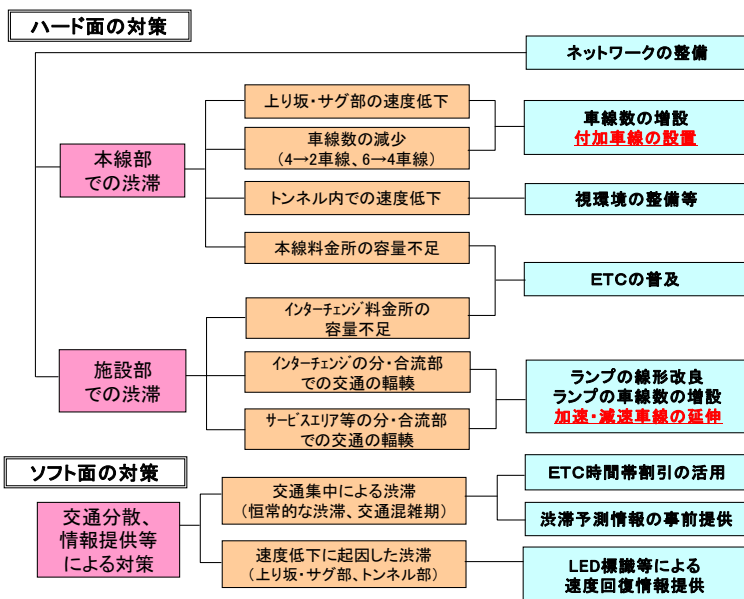 ハード面の対策
ネットワークの整備
本線部
での渋滞
上り坂・サグ部の速度低下
車線数の減少
(4→2車線、6→4車線)
車線数の増設
付加車線の設置
トンネル内での速度低下
視環境の整備等
本線料金所の容量不足
ETCの普及
施設部
での渋滞
インターチェンジ料金所の
容量不足
インターチェンジの分・合流部
での交通の輻輳
サービスエリア等の分・合流部
での交通の輻輳
ランプの線形改良
ランプの車線数の増設
加速・減速車線の延伸
ソフト面の対策
交通分散、
情報提供等
による対策
交通集中による渋滞
(恒常的な渋滞、交通混雑期)
ETC時間帯割引の活用
渋滞予測情報の事前提供
速度低下に起因した渋滞
(上り坂・サグ部、トンネル部)
LED標識等による
速度回復情報提供